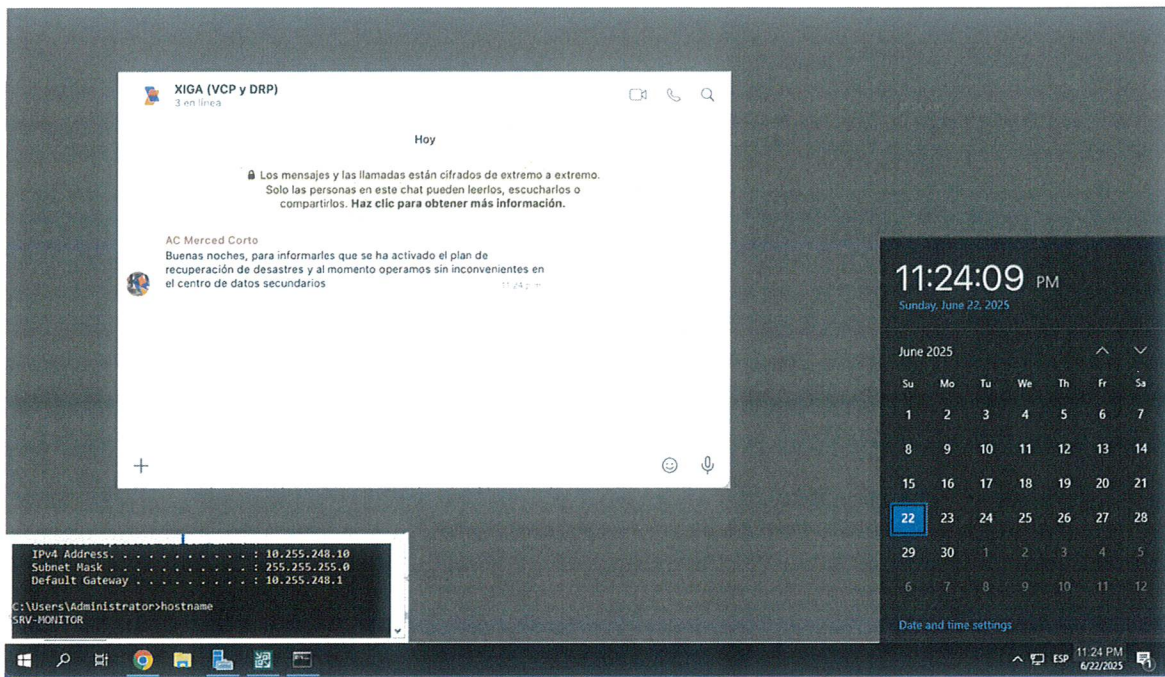 XIGA (VCP y DRP)
3 en línea
Hoy
Los mensajes y las llamadas están cifrados de extremo a extremo.
Solo las personas en este chat pueden leerlos, escucharlos o
compartirlos. Haz clic para obtener más información.
AC Merced Corto
Buenas noches, para informarles que se ha activado el plan de
recuperación de desastres y al momento operamos sin inconvenientes en
el centro de datos secundarios
11:24
11:24:09 PM
Sunday, June 22, 2025
June 2025
Su Mo Tu We Th Fr Sa
1 2 3 4 5 6 7
8 9 10 11 12 13 14
15 16 17 18 19 20 21
22 23 24 25 26 27 28
29 30 1 2 3 4 5
6 7 8 9 10 11 12
Date and time settings
IPv4 Address. . . . . . . . . . . : 10.255.248.10
Subnet Mask . . . . . . . . . . . : 255.255.255.0
Default Gateway . . . . . . . . . : 10.255.248.1
C:\Users\Administrator>hostname
SRV-MONITOR
ESP
11:24 PM
6/22/2025
1